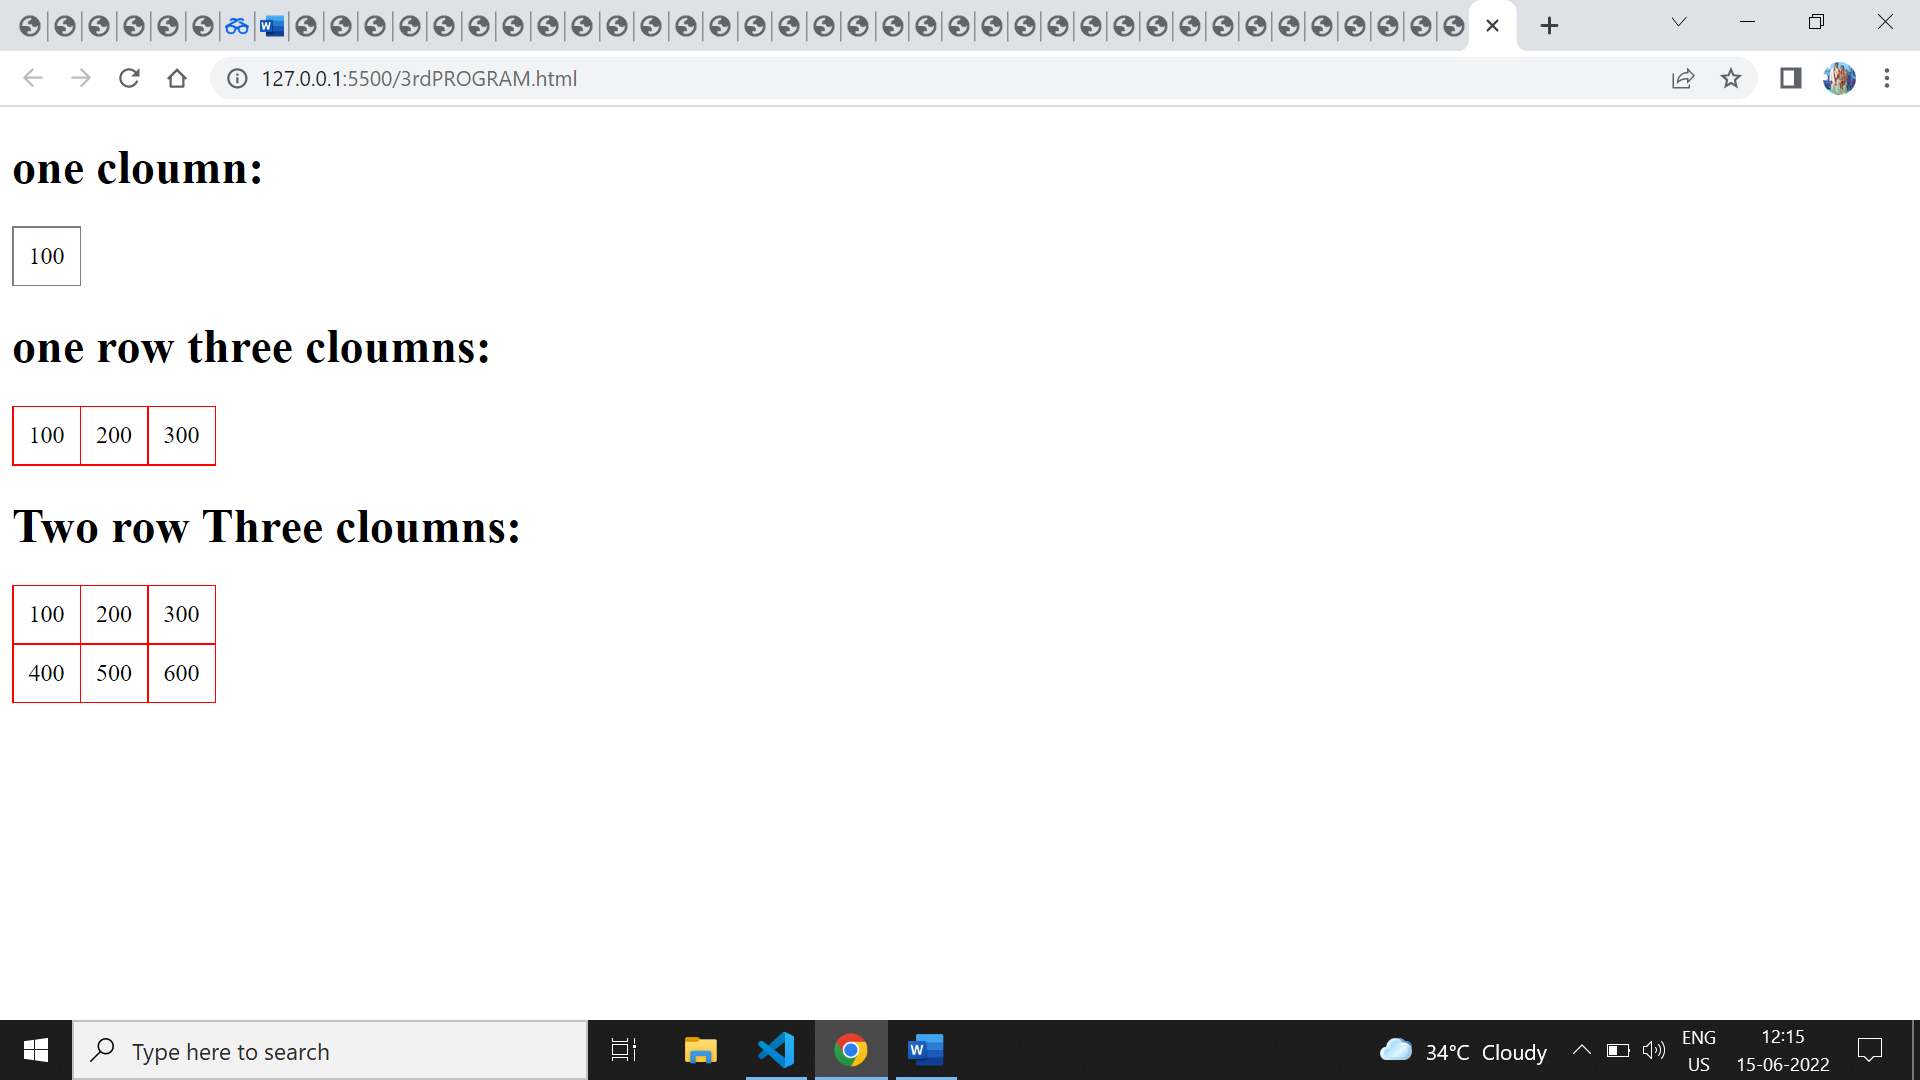 127.0.0.1:5500/3rdPROGRAM.html
one cloumn:
100
one row three cloumns:
100 200 300
Two row Three cloumns:
100 200 300
400 500 600
Type here to search
34°C Cloudy
ENG
US
12:15
15-06-2022